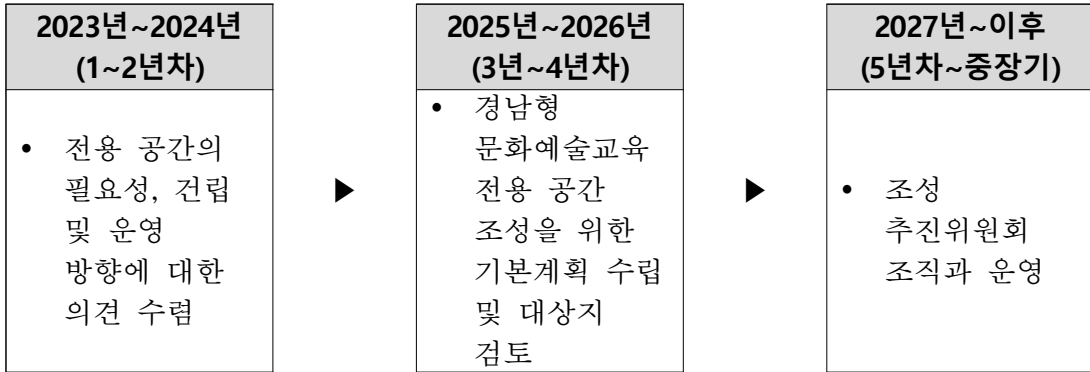 2023년~2024년
(1~2년차)
• 전용 공간의
필요성, 건립
및 운영
방향에 대한
의견 수렴
▶
2025년~2026년
(3년~4년차)
• 경남형
문화예술교육
전용 공간
조성을 위한
기본계획 수립
및 대상지
검토
▶
2027년~이후
(5년차~중장기)
• 조성
추진위원회
조직과 운영